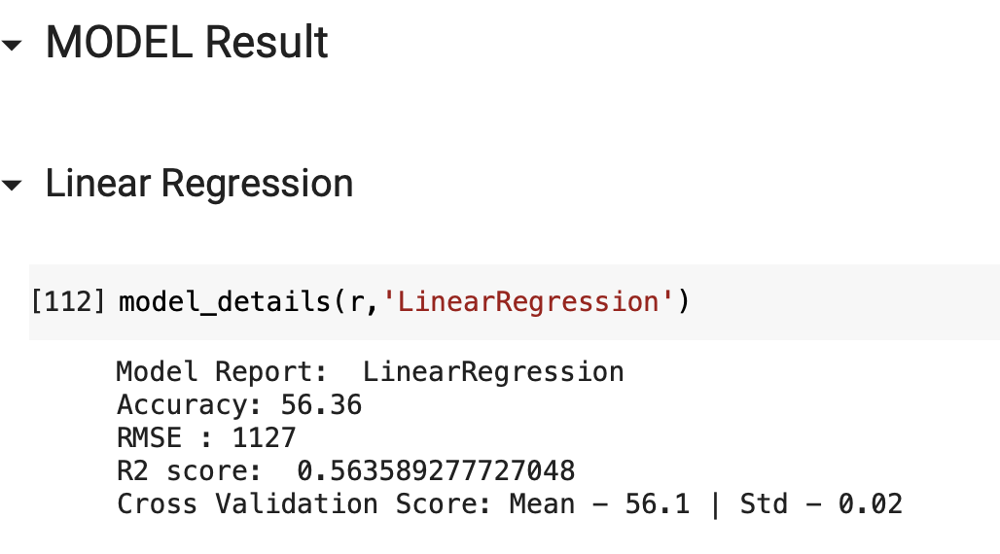 MODEL Result
Linear Regression
[112] model_details(r,'LinearRegression')
Model Report:  LinearRegression
Accuracy: 56.36
RMSE : 1127
R2 score:  0.563589277727048
Cross Validation Score: Mean - 56.1 | Std - 0.02